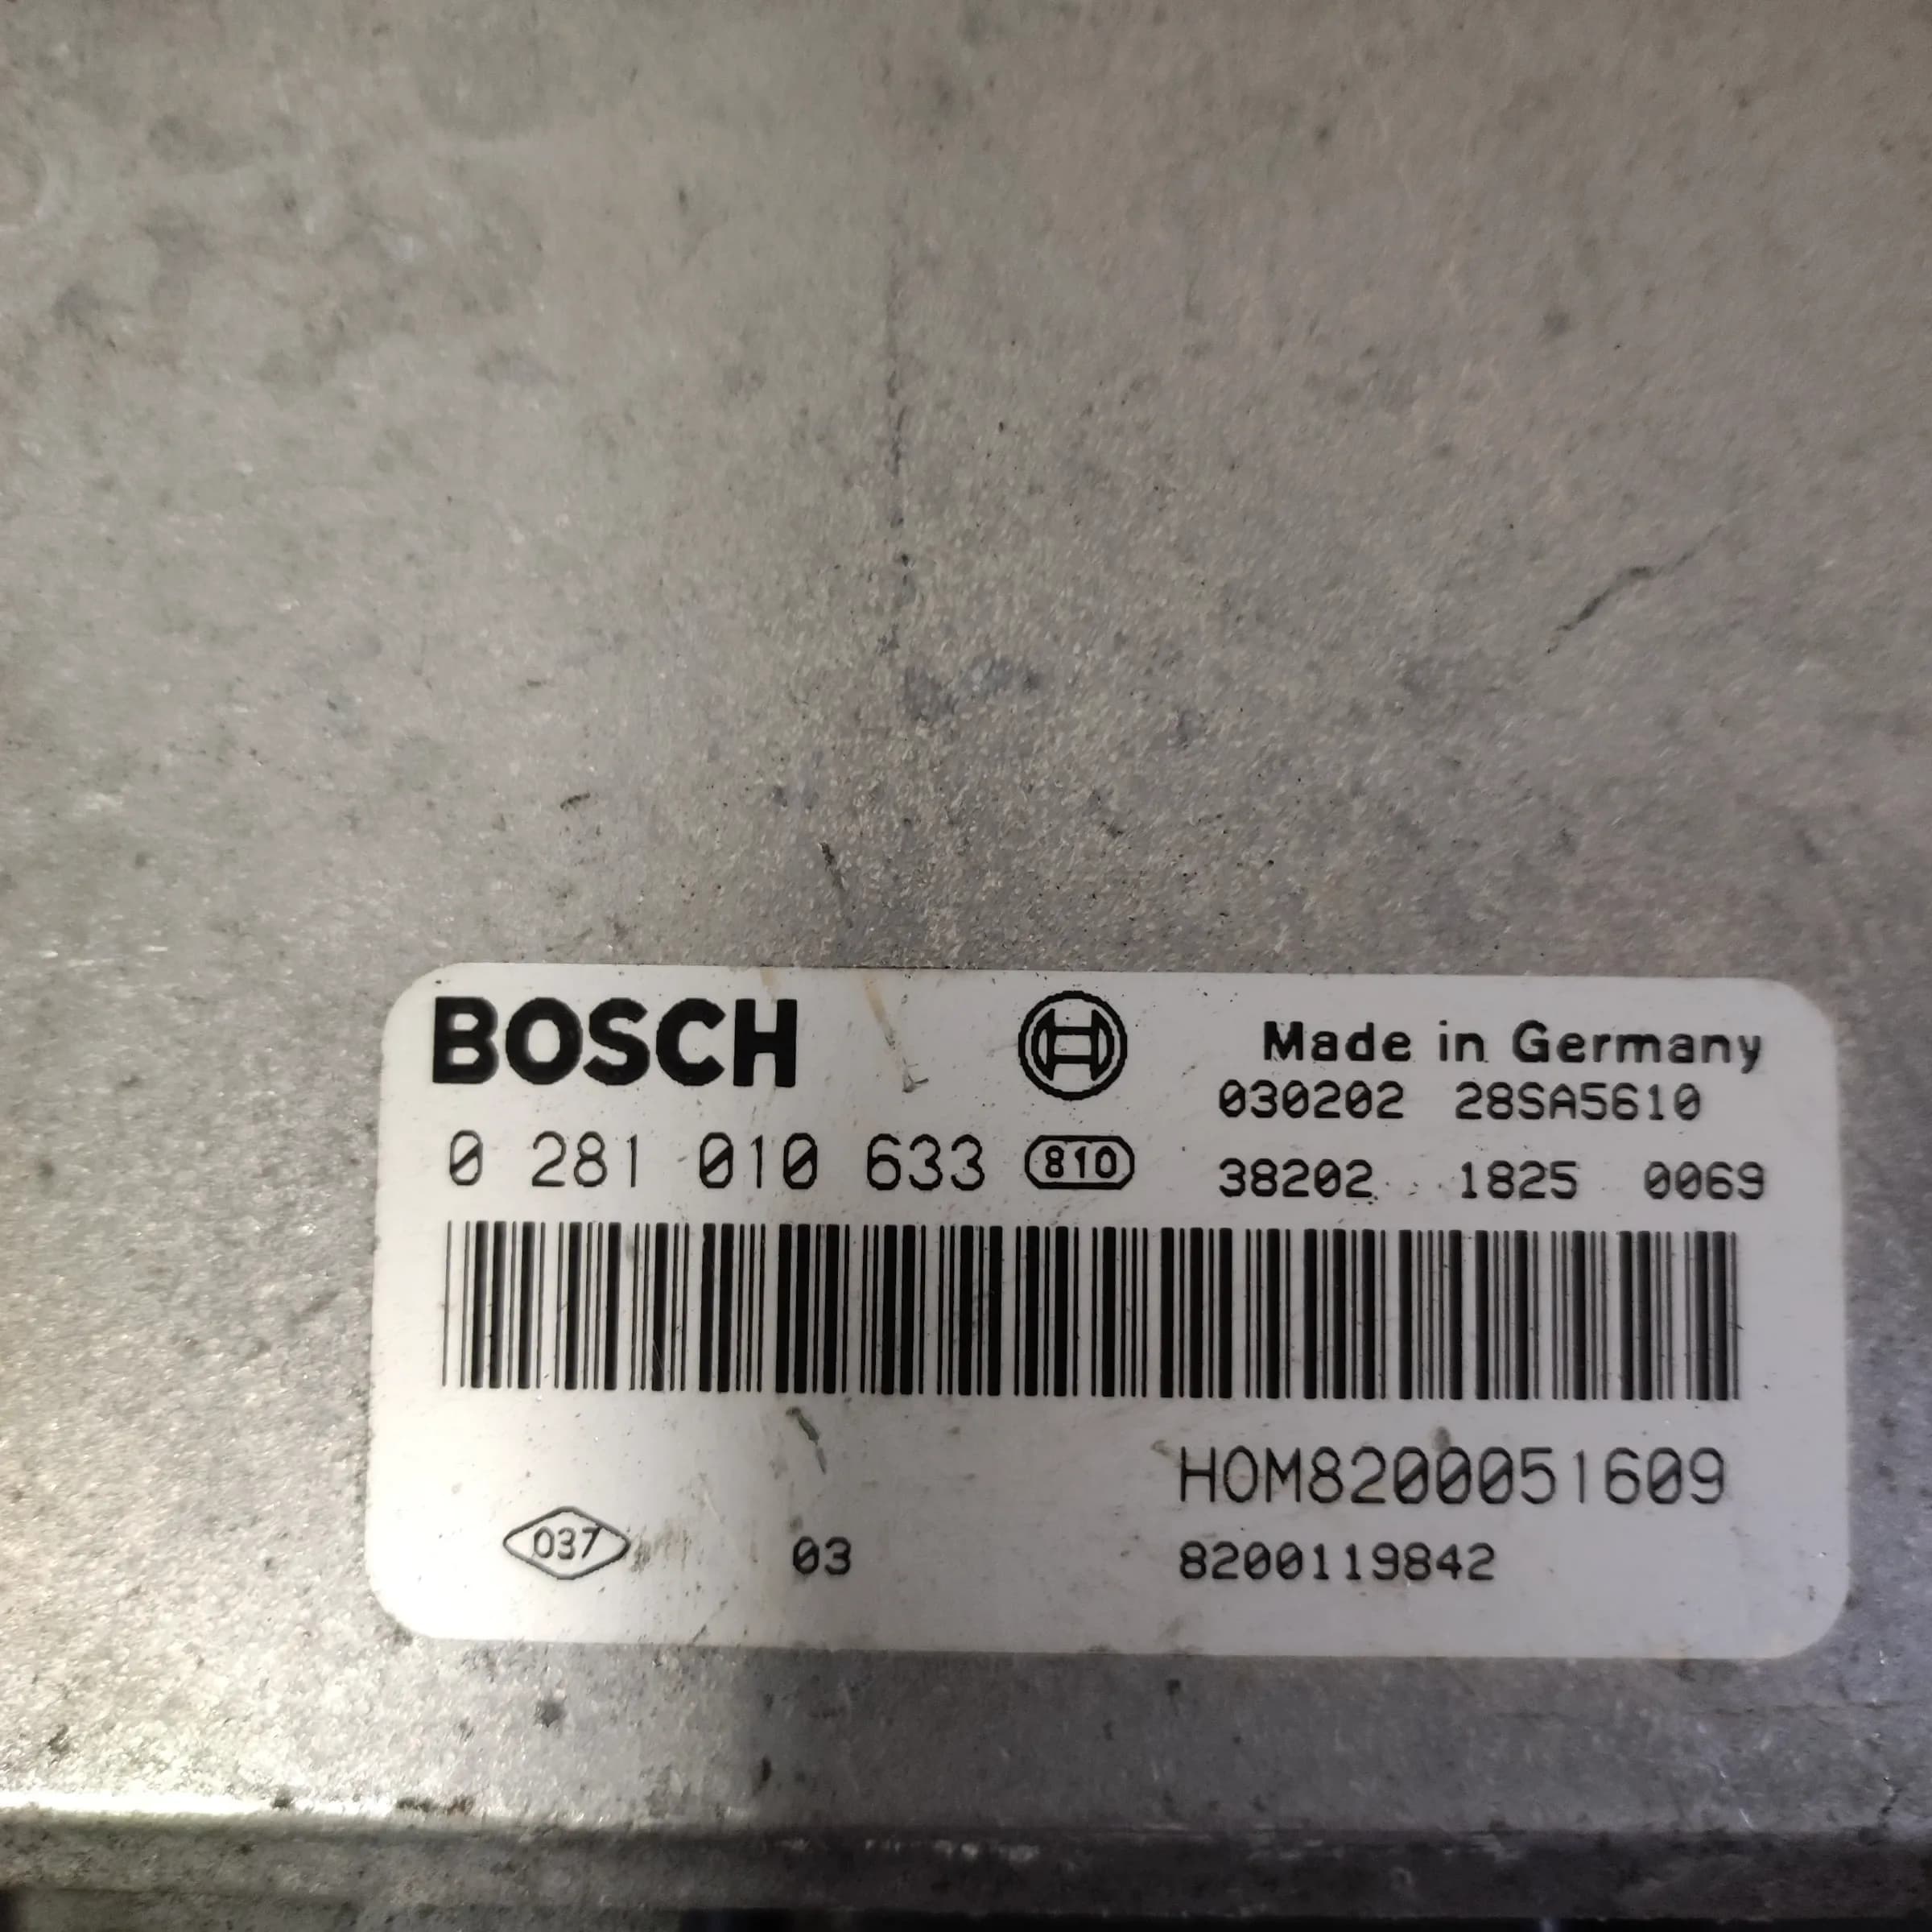 BOSCH
Made in Germany
030202 28SA5610
0 281 010 633 810
38202 1825 0069
HOM8200051609
037 03 8200119842